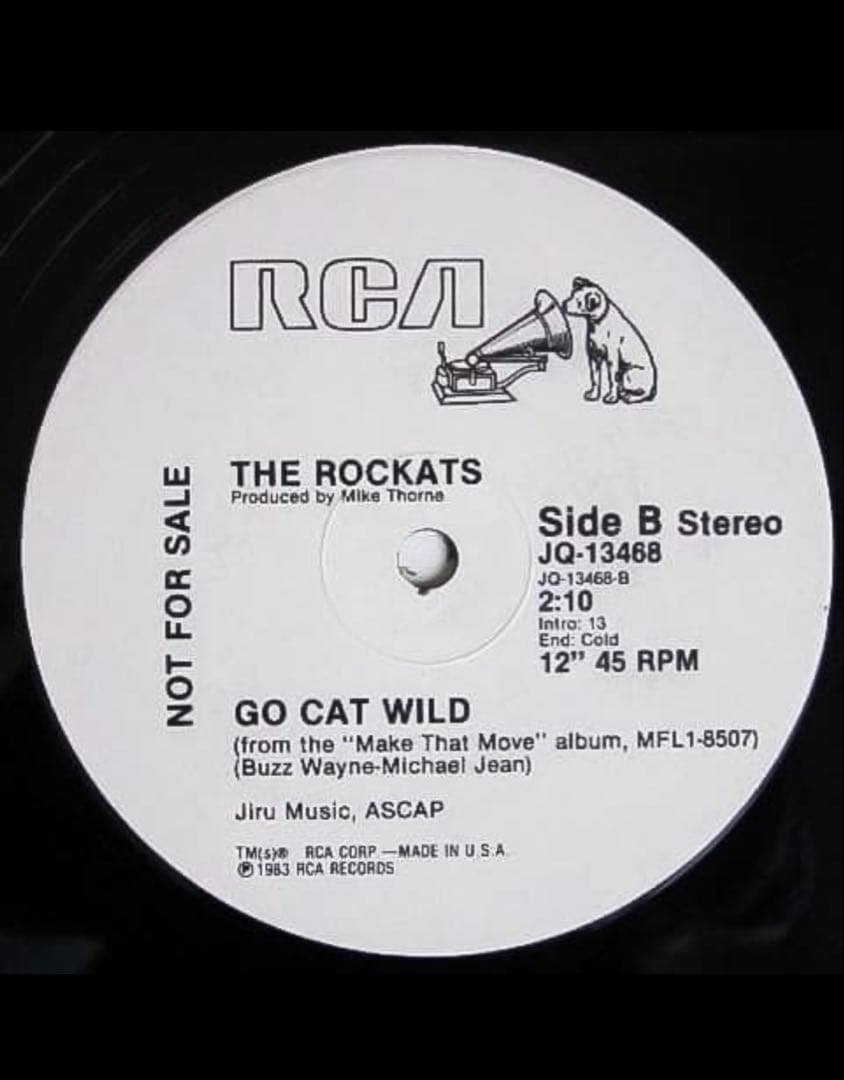 RCA
THE ROCKATS
Produced by Mike Thorne
NOT FOR SALE
Side B Stereo
JQ-13468
JQ-13468-B
2:10
Intro: 13
End: Cold
12” 45 RPM
GO CAT WILD
(from the "Make That Move" album, MFL1-8507)
(Buzz Wayne-Michael Jean)
Jiru Music, ASCAP
TM(s)® RCA CORP.—MADE IN U.S.A.
Ⓟ 1983 RCA RECORDS